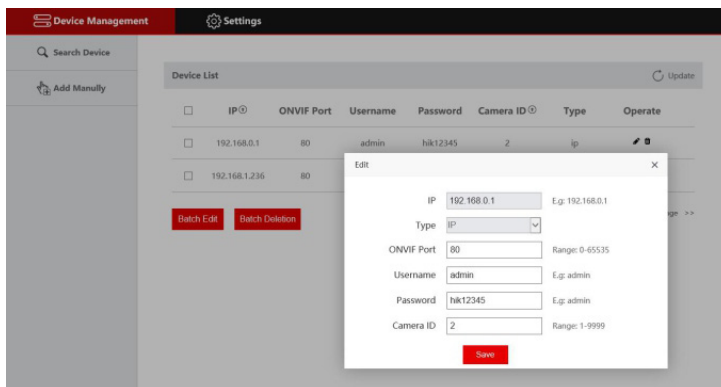 Device Management Settings
Search Device
Add Manully
Device List Update
IP ONVIF Port Username Password Camera ID Type Operate
192.168.0.1 80 admin hik12345 2 ip
192.168.1.236 80
Batch Edit Batch Deletion >>
Edit
IP 192.168.0.1 E.g: 192.168.0.1
Type IP
ONVIF Port 80 Range: 0-65535
Username admin E.g: admin
Password hik12345 E.g: admin
Camera ID 2 Range: 1-9999
Save